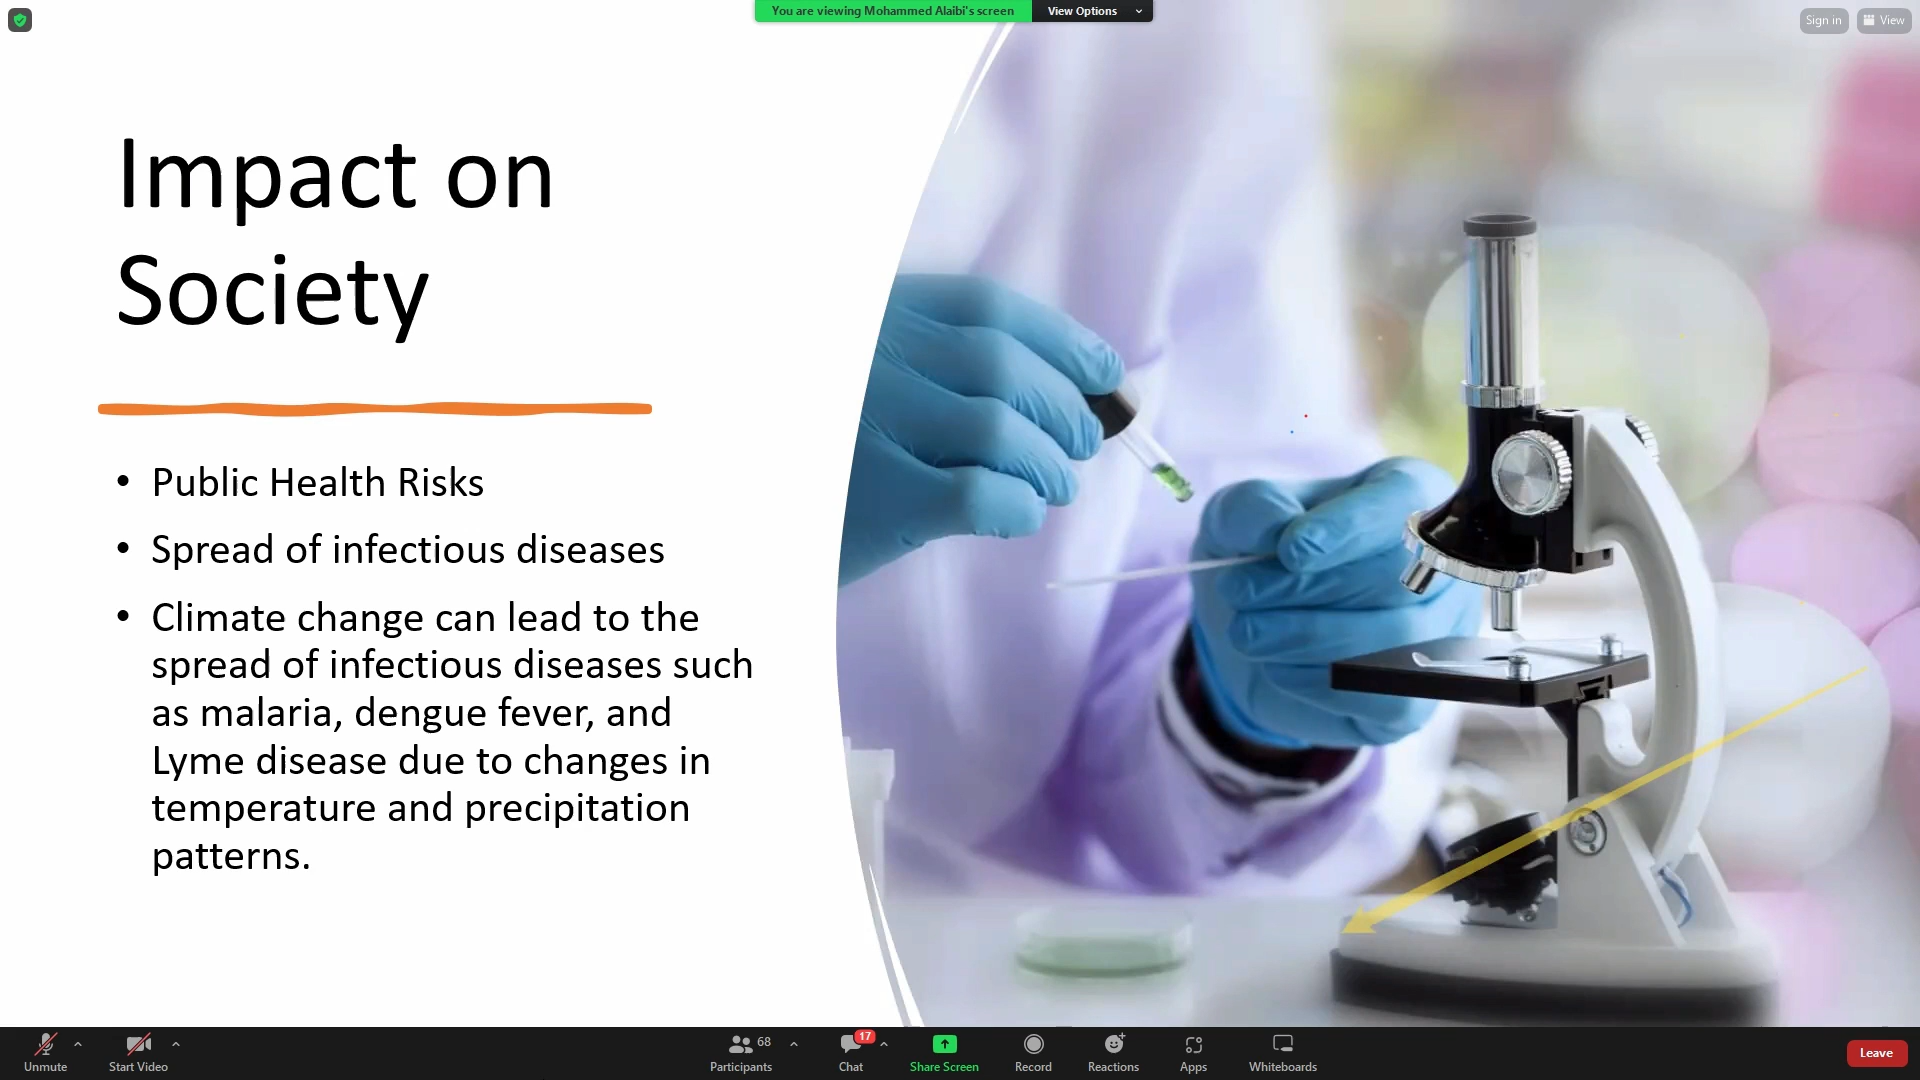 You are viewing Mohammed Alaibi's screen
View Options
Sign in
View
Impact on
Society
• Public Health Risks
• Spread of infectious diseases
• Climate change can lead to the
spread of infectious diseases such
as malaria, dengue fever, and
Lyme disease due to changes in
temperature and precipitation
patterns.
Unmute
Start Video
68
Participants
17
Chat
Share Screen
Record
Reactions
Apps
Whiteboards
Leave